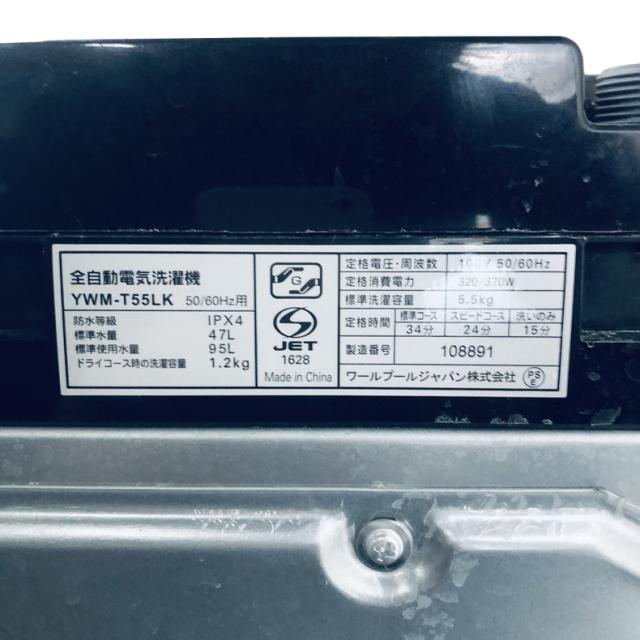 全自動電気洗濯機
YWM-T55LK 50/60Hz用
防水等級 IPX4
標準水量 47L
標準使用水量 95L
ドライコース時の洗濯容量 1.2kg
G
S
JET
1628
Made in China
定格電圧・周波数 100V 50/60Hz
定格消費電力 320/370W
標準洗濯容量 5.5kg
定格時間 標準コース スピードコース 洗いのみ
34分 24分 15分
製造番号 108891
ワールプールジャパン株式会社 PS
E